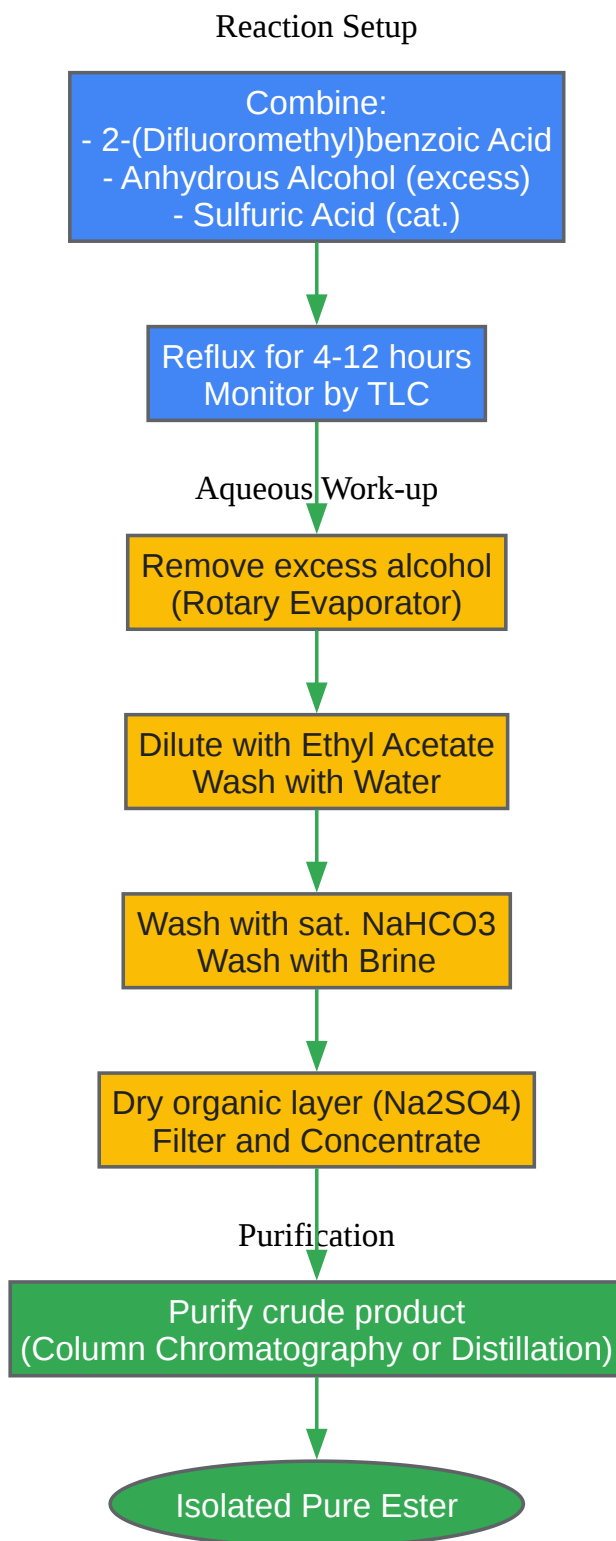 Reaction Setup
Combine:
- 2-(Difluoromethyl)benzoic Acid
- Anhydrous Alcohol (excess)
- Sulfuric Acid (cat.)
Reflux for 4-12 hours
Monitor by TLC
Aqueous Work-up
Remove excess alcohol
(Rotary Evaporator)
Dilute with Ethyl Acetate
Wash with Water
Wash with sat. NaHCO3
Wash with Brine
Dry organic layer (Na2SO4)
Filter and Concentrate
Purification
Purify crude product
(Column Chromatography or Distillation)
Isolated Pure Ester